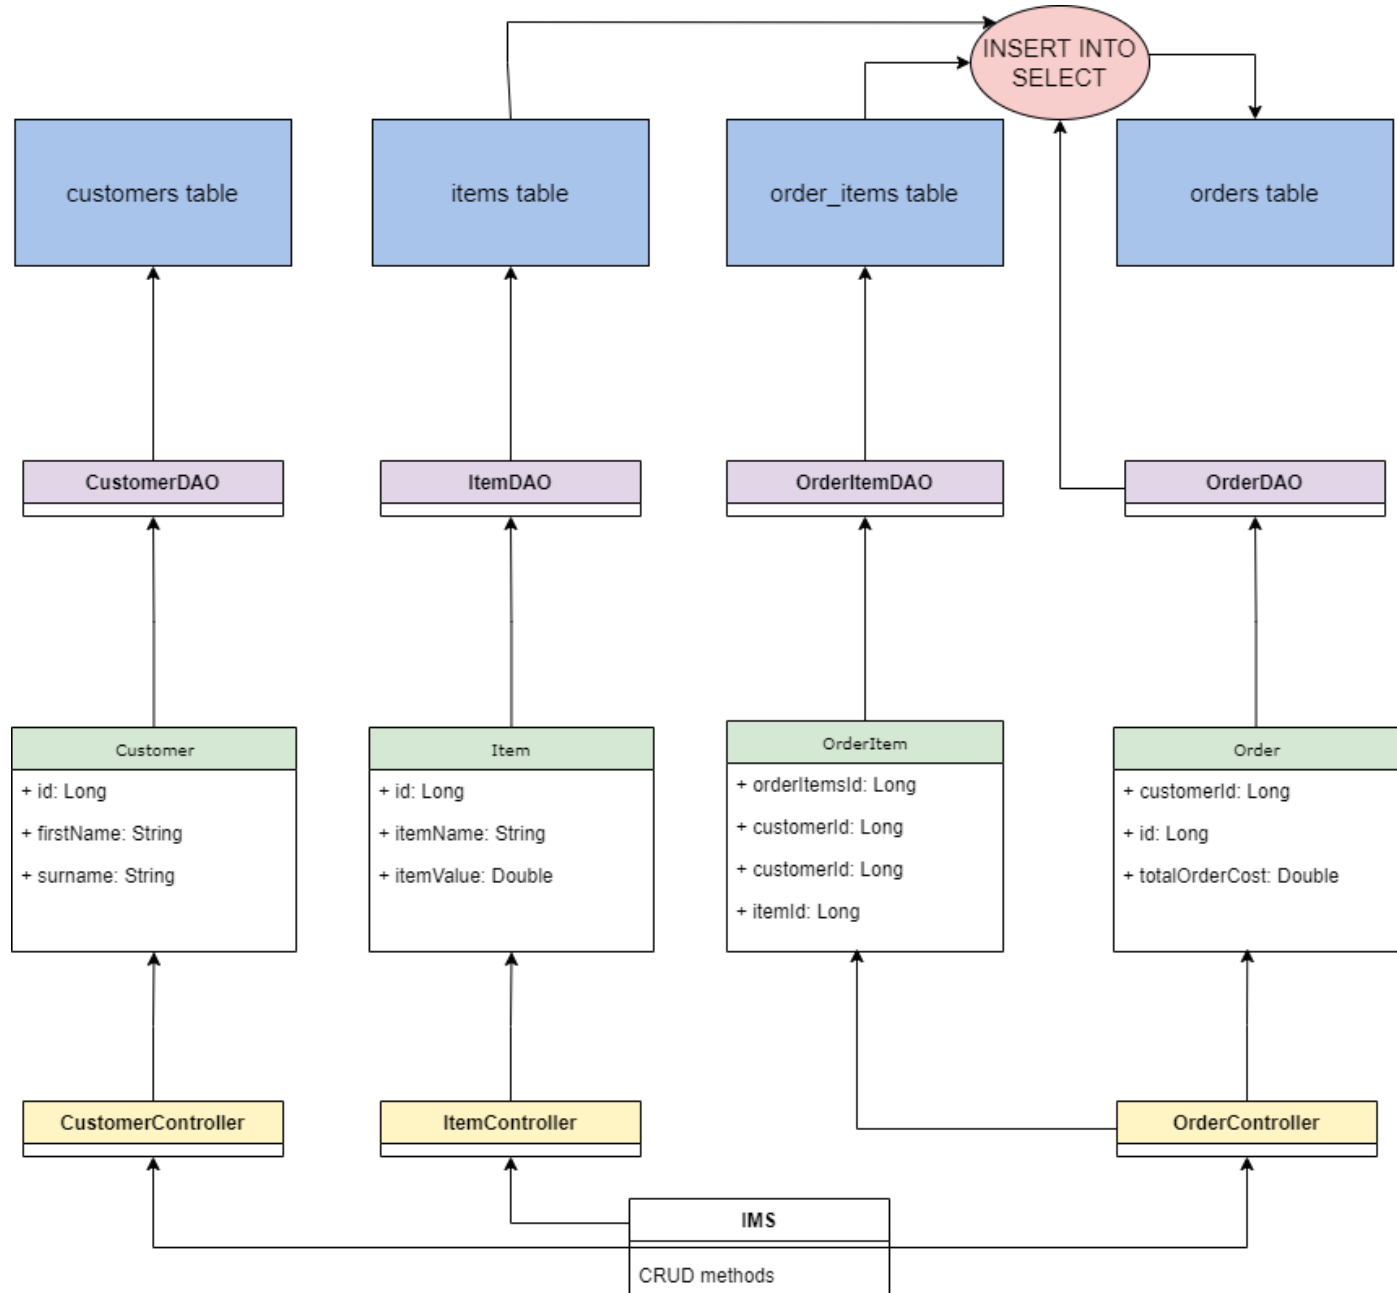 INSERT INTO
SELECT
customers table
items table
order_items table
orders table
CustomerDAO
ItemDAO
OrderItemDAO
OrderDAO
Customer
+ id: Long
+ firstName: String
+ surname: String
Item
+ id: Long
+ itemName: String
+ itemValue: Double
OrderItem
+ orderItemsId: Long
+ customerId: Long
+ customerId: Long
+ itemId: Long
Order
+ customerId: Long
+ id: Long
+ totalOrderCost: Double
CustomerController
ItemController
OrderController
IMS
CRUD methods